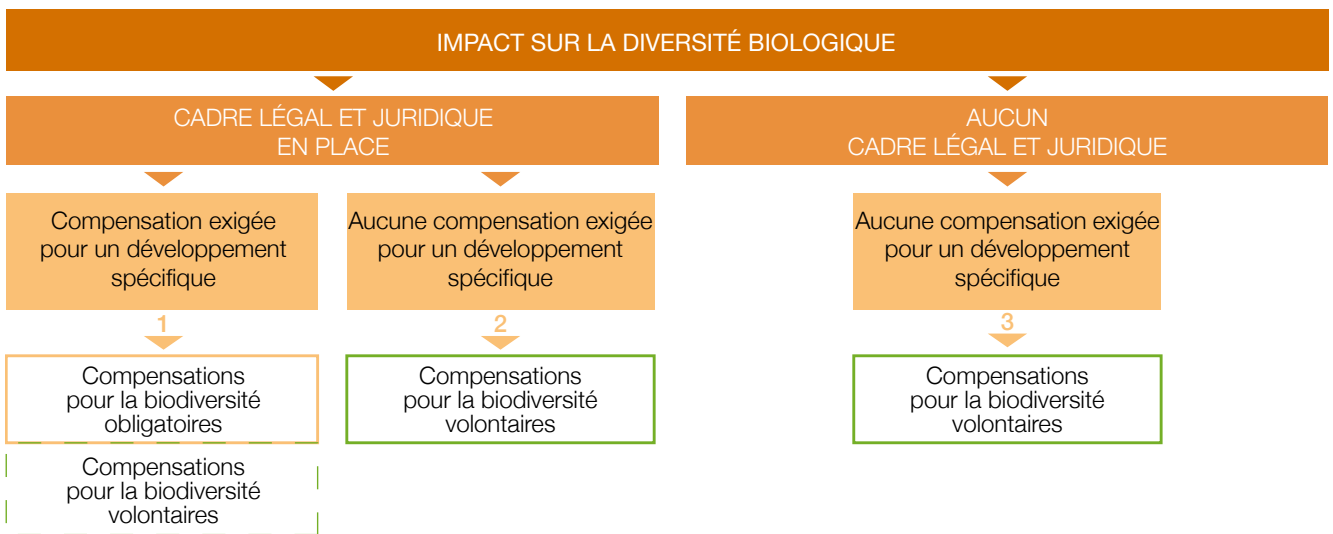 IMPACT SUR LA DIVERSITÉ BIOLOGIQUE
CADRE LÉGAL ET JURIDIQUE
EN PLACE
AUCUN
CADRE LÉGAL ET JURIDIQUE
Compensation exigée
pour un développement
spécifique
Aucune compensation exigée
pour un développement
spécifique
Aucune compensation exigée
pour un développement
spécifique
1
2
3
Compensations
pour la biodiversité
obligatoires
Compensations
pour la biodiversité
volontaires
Compensations
pour la biodiversité
volontaires
Compensations
pour la biodiversité
volontaires